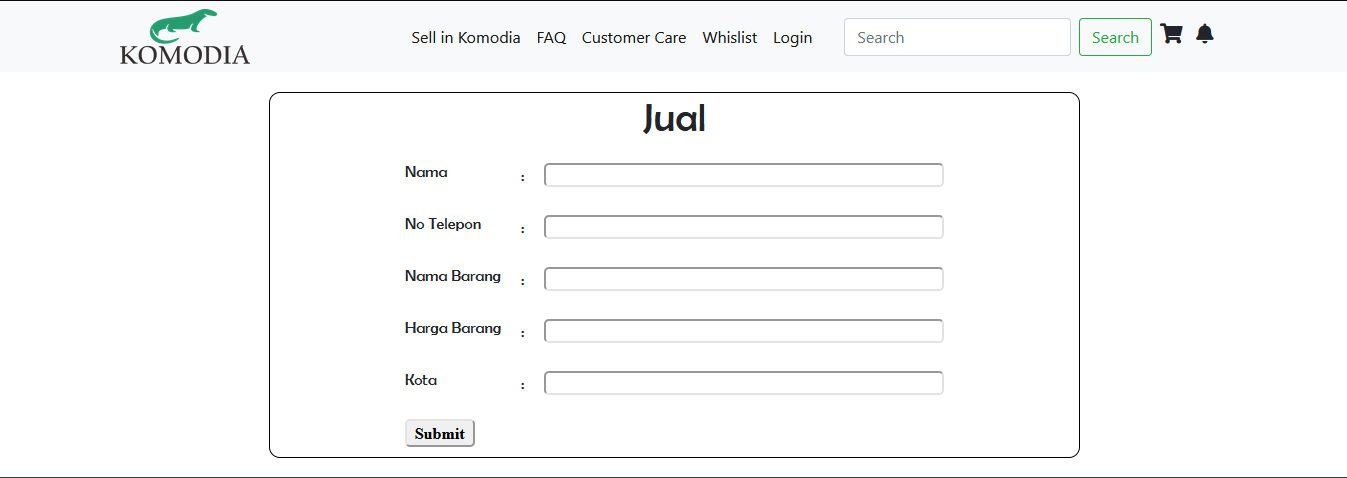 KOMODIA
Sell in Komodia FAQ Customer Care Whislist Login Search Search
Jual
Nama :
No Telepon :
Nama Barang :
Harga Barang :
Kota :
Submit